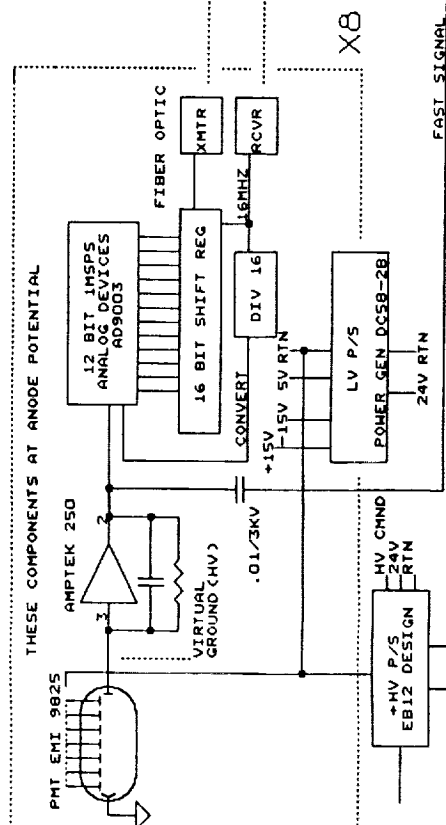 THESE COMPONENTS AT ANODE POTENTIAL
PMT EMI 9825
AMPTEK 250
3
2
VIRTUAL
GROUND(HV)
.01/3KV
12 BIT 1MSPS
ANALOG DEVICES
AD9003
FIBER OPTIC
XMTR
16 BIT SHIFT REG
RCVR
16MHZ
DIV 16
CONVERT
+15V
-15V
5V
RTN
LV P/S
POWER GEN DC58-2B
24V RTN
HV CMND
24V
RTN
+HV P/S
EB12 DESIGN
X8
FAST SIGNAL